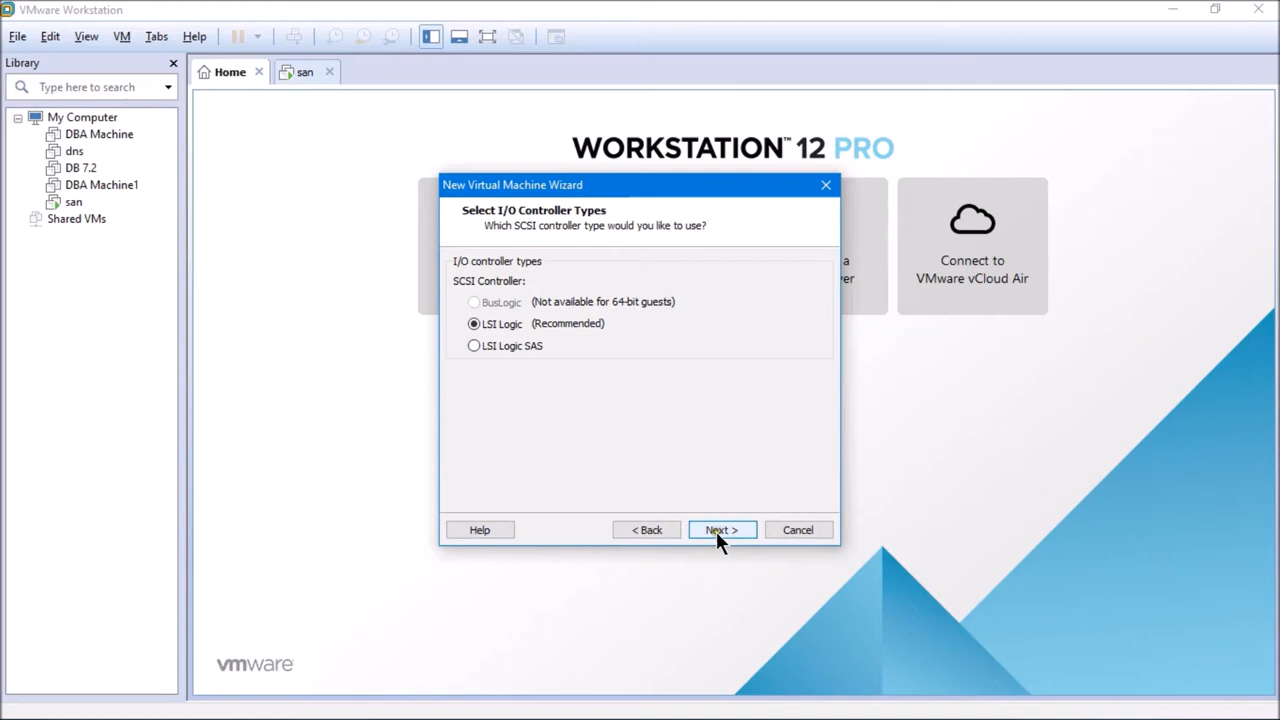 VMware Workstation
File Edit View VM Tabs Help
Library
Type here to search
My Computer
DBA Machine
dns
DB 7.2
DBA Machine1
san
Shared VMs
Home
san
WORKSTATION™ 12 PRO
a
er
Connect to
VMware vCloud Air
New Virtual Machine Wizard
Select I/O Controller Types
Which SCSI controller type would you like to use?
I/O controller types
SCSI Controller:
BusLogic (Not available for 64-bit guests)
LSI Logic (Recommended)
LSI Logic SAS
Help < Back Next > Cancel
vmware